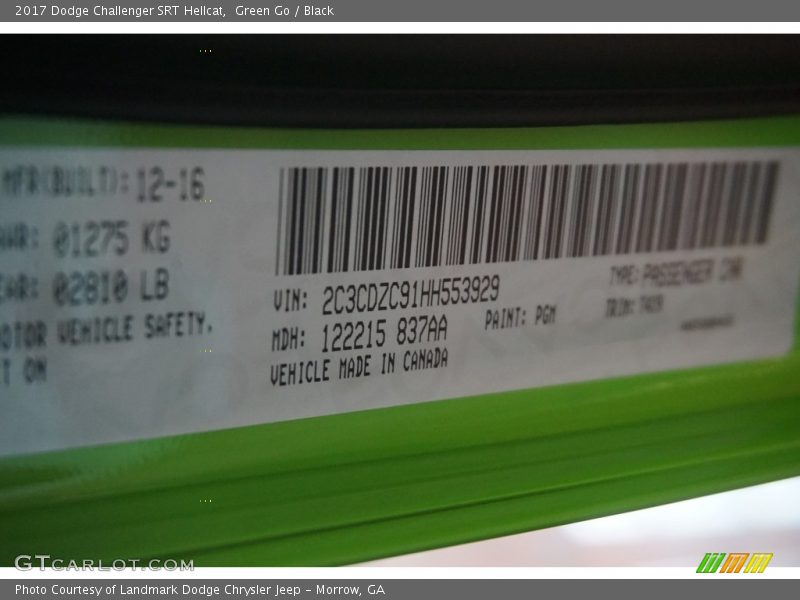 2017 Dodge Challenger SRT Hellcat,  Green Go / Black
MFR(BUILT): 12-16
01275 KG
02810 LB
MOTOR VEHICLE SAFETY.
T ON
VIN: 2C3CDZC91HH553929
MDH: 122215 837AA
VEHICLE MADE IN CANADA
PAINT: PGM
TYPE: PASSENGER CAR
TRIM:
GTCARLOT.COM
Photo Courtesy of Landmark Dodge Chrysler Jeep - Morrow, GA